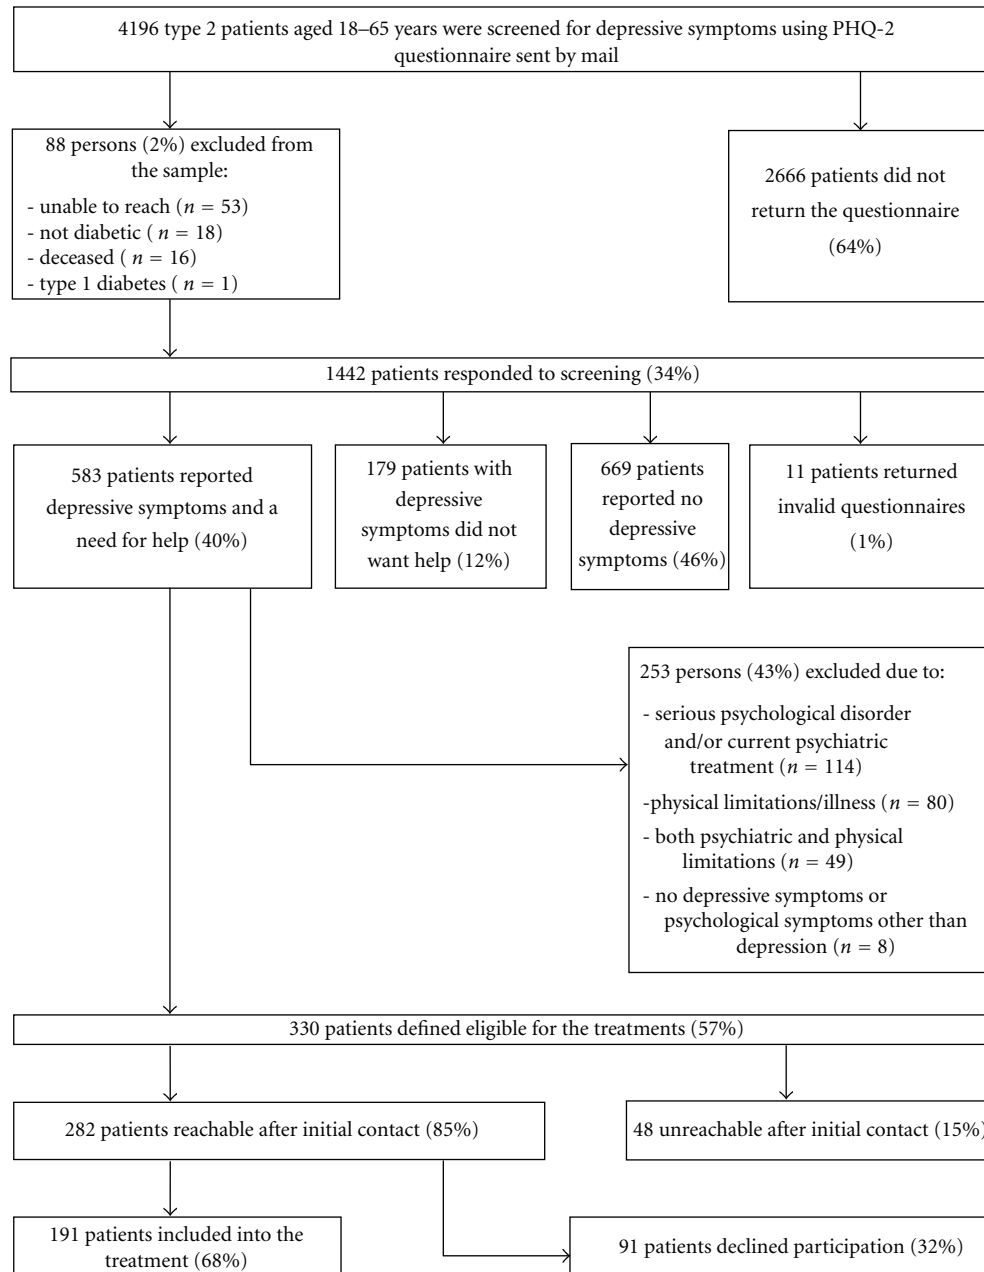 4196 type 2 patients aged 18–65 years were screened for depressive symptoms using PHQ-2
questionnaire sent by mail
88 persons (2%) excluded from
the sample:
- unable to reach (n = 53)
- not diabetic ( n = 18)
- deceased ( n = 16)
- type 1 diabetes ( n = 1)
2666 patients did not
return the questionnaire
(64%)
1442 patients responded to screening (34%)
583 patients reported
depressive symptoms and a
need for help (40%)
179 patients with
depressive
symptoms did not
want help (12%)
669 patients
reported no
depressive
symptoms (46%)
11 patients returned
invalid questionnaires
(1%)
253 persons (43%) excluded due to:
- serious psychological disorder
and/or current psychiatric
treatment (n = 114)
-physical limitations/illness (n = 80)
- both psychiatric and physical
limitations (n = 49)
- no depressive symptoms or
psychological symptoms other than
depression (n = 8)
330 patients defined eligible for the treatments (57%)
282 patients reachable after initial contact (85%)
48 unreachable after initial contact (15%)
191 patients included into the
treatment (68%)
91 patients declined participation (32%)